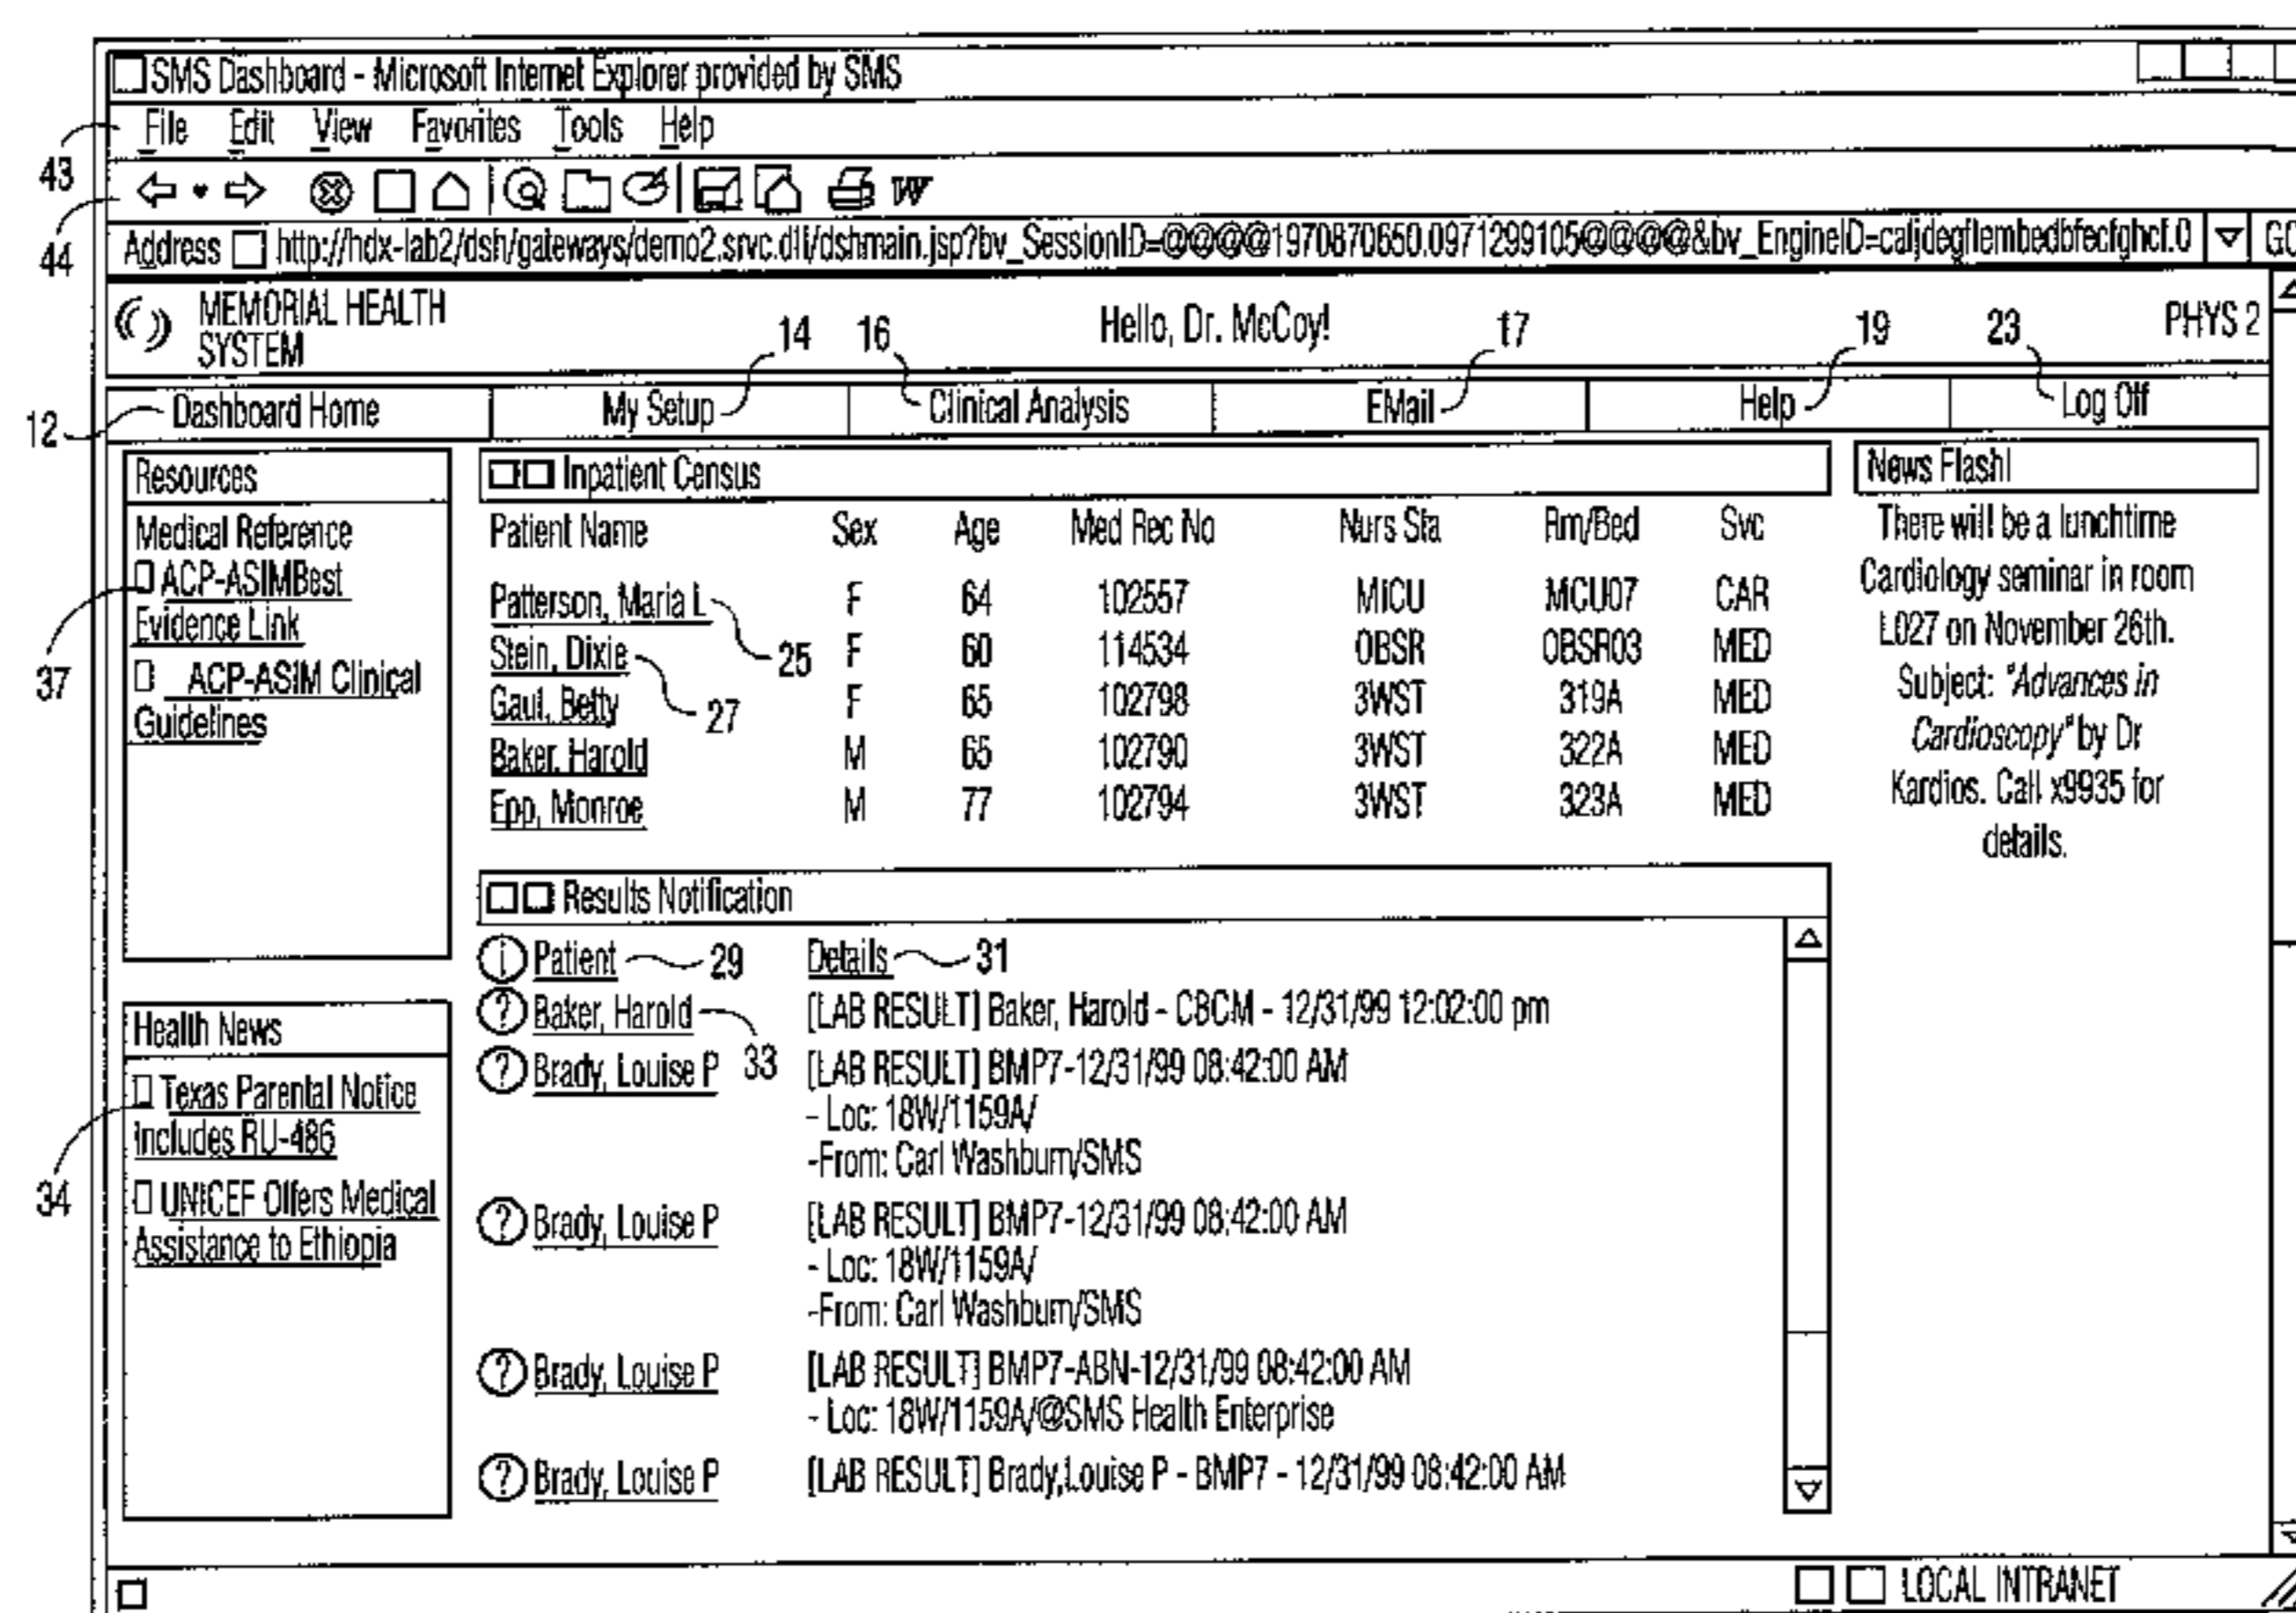 SMS Dashboard - Microsoft Internet Explorer provided by SMS
File Edit View Favorites Tools Help
43
44
Address http://hdx-lab2/dsh/gateways/demo2.srvc.dli/dshmain.jsp?bv_SessionID=@@@@1970870650.0971299105@@@@&bv_EngineID= GO
MEMORIAL HEALTH
SYSTEM
Hello, Dr. McCoy!
PHYS 2
14 16 17 19 23
12 Dashboard Home My Setup Clinical Analysis EMail Help Log Off
Resources
Medical Reference
ACP-ASIMBest
Evidence Link
ACP-ASIM Clinical
Guidelines
37
Inpatient Census
Patient Name Sex Age Med Rec No Nurs Sta Rm/Bed Svc
Patterson, Maria L F 64 102557 MICU MCU07 CAR
Stein, Dixie F 60 114534 OBSR OBSR03 MED
Gaul, Betty F 65 102798 3WST 319A MED
Baker, Harold M 65 102790 3WST 322A MED
Epp, Monroe M 77 102794 3WST 323A MED
25
27
News Flash!
There will be a lunchtime
Cardiology seminar in room
L027 on November 26th.
Subject: "Advances in
Cardioscopy" by Dr
Kardios. Call x9935 for
details.
Health News
Texas Parental Notice
Includes RU-486
UNICEF Offers Medical
Assistance to Ethiopia
34
Results Notification
i Patient 29 Details 31
? Baker, Harold 33 [LAB RESULT] Baker, Harold - CBCM - 12/31/99 12:02:00 pm
? Brady, Louise P [LAB RESULT] BMP7-12/31/99 08:42:00 AM
- Loc: 18W/1159A/
-From: Carl Washburn/SMS
? Brady, Louise P [LAB RESULT] BMP7-12/31/99 08:42:00 AM
- Loc: 18W/1159A/
-From: Carl Washburn/SMS
? Brady, Louise P [LAB RESULT] BMP7-ABN-12/31/99 08:42:00 AM
- Loc: 18W/1159A/@SMS Health Enterprise
? Brady, Louise P [LAB RESULT] Brady,Louise P - BMP7 - 12/31/99 08:42:00 AM
LOCAL INTRANET